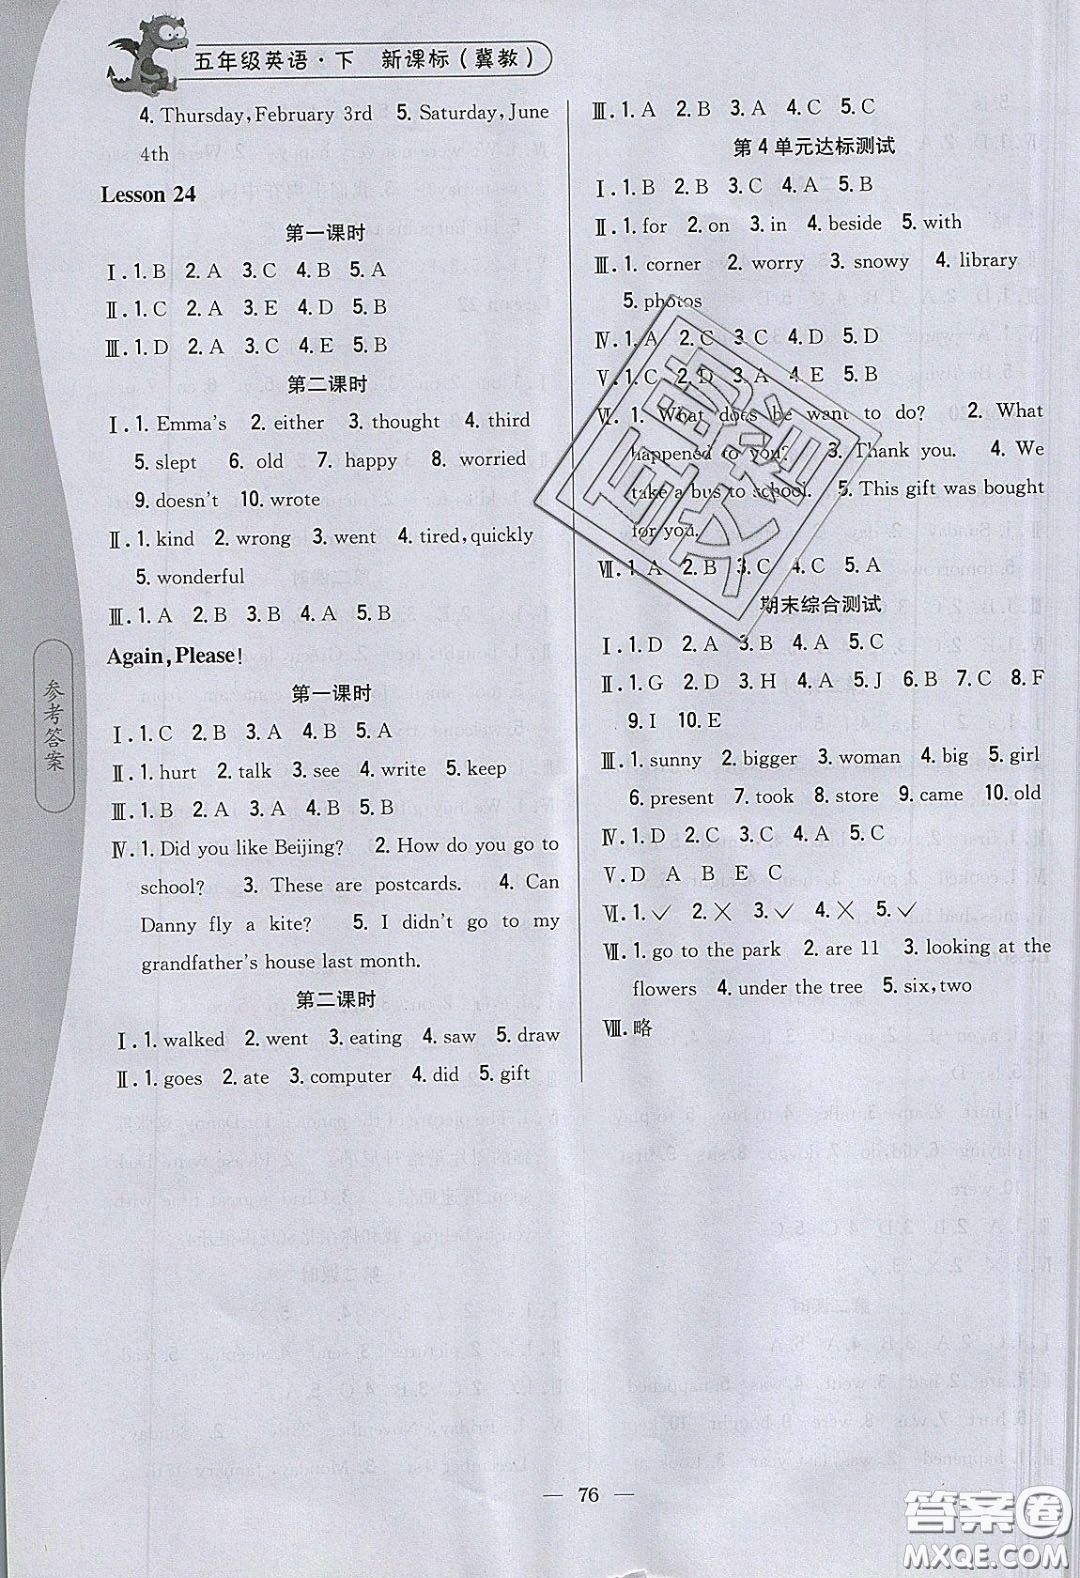 五年级英语·下 新课标（冀教）
4. Thursday, February 3rd 5. Saturday, June
4th
Lesson 24
第一课时
Ⅰ. 1. B 2. A 3. C 4. B 5. A
Ⅱ. 1. C 2. A 3. E 4. D 5. B
Ⅲ. 1. D 2. A 3. C 4. E 5. B
第二课时
Ⅰ. 1. Emma's 2. either 3. thought 4. third
5. slept 6. old 7. happy 8. worried
9. doesn't 10. wrote
Ⅱ. 1. kind 2. wrong 3. went 4. tired, quickly
5. wonderful
Ⅲ. 1. A 2. B 3. B 4. A 5. B
Again, Please!
第一课时
Ⅰ. 1. C 2. B 3. A 4. B 5. A
Ⅱ. 1. hurt 2. talk 3. see 4. write 5. keep
Ⅲ. 1. B 2. A 3. A 4. B 5. B
Ⅳ. 1. Did you like Beijing? 2. How do you go to
school? 3. These are postcards. 4. Can
Danny fly a kite? 5. I didn't go to my
grandfather's house last month.
第二课时
Ⅰ. 1. walked 2. went 3. eating 4. saw 5. draw
Ⅱ. 1. goes 2. ate 3. computer 4. did 5. gift
Ⅲ. 1. A 2. B 3. A 4. C 5. C
第4单元达标测试
Ⅰ. 1. B 2. B 3. C 4. A 5. B
Ⅱ. 1. for 2. on 3. in 4. beside 5. with
Ⅲ. 1. corner 2. worry 3. snowy 4. library
5. photos
Ⅳ. 1. A 2. C 3. C 4. D 5. D
Ⅴ. 1. C 2. D 3. A 4. E 5. B
Ⅵ. 1. What does he want to do? 2. What
happened to you? 3. Thank you. 4. We
take a bus to school. 5. This gift was bought
for you.
Ⅶ. 1. A 2. B 3. C 4. C 5. A
期末综合测试
Ⅰ. 1. D 2. A 3. B 4. A 5. C
Ⅱ. 1. G 2. D 3. H 4. A 5. J 6. B 7. C 8. F
9. I 10. E
Ⅲ. 1. sunny 2. bigger 3. woman 4. big 5. girl
6. present 7. took 8. store 9. came 10. old
Ⅳ. 1. D 2. C 3. C 4. A 5. C
Ⅴ. D A B E C
Ⅵ. 1. ✓ 2. ✕ 3. ✓ 4. ✕ 5. ✓
Ⅶ. 1. go to the park 2. are 11 3. looking at the
flowers 4. under the tree 5. six, two
Ⅷ. 略
参考答案
— 76 —
答案圈
MXQE.COM